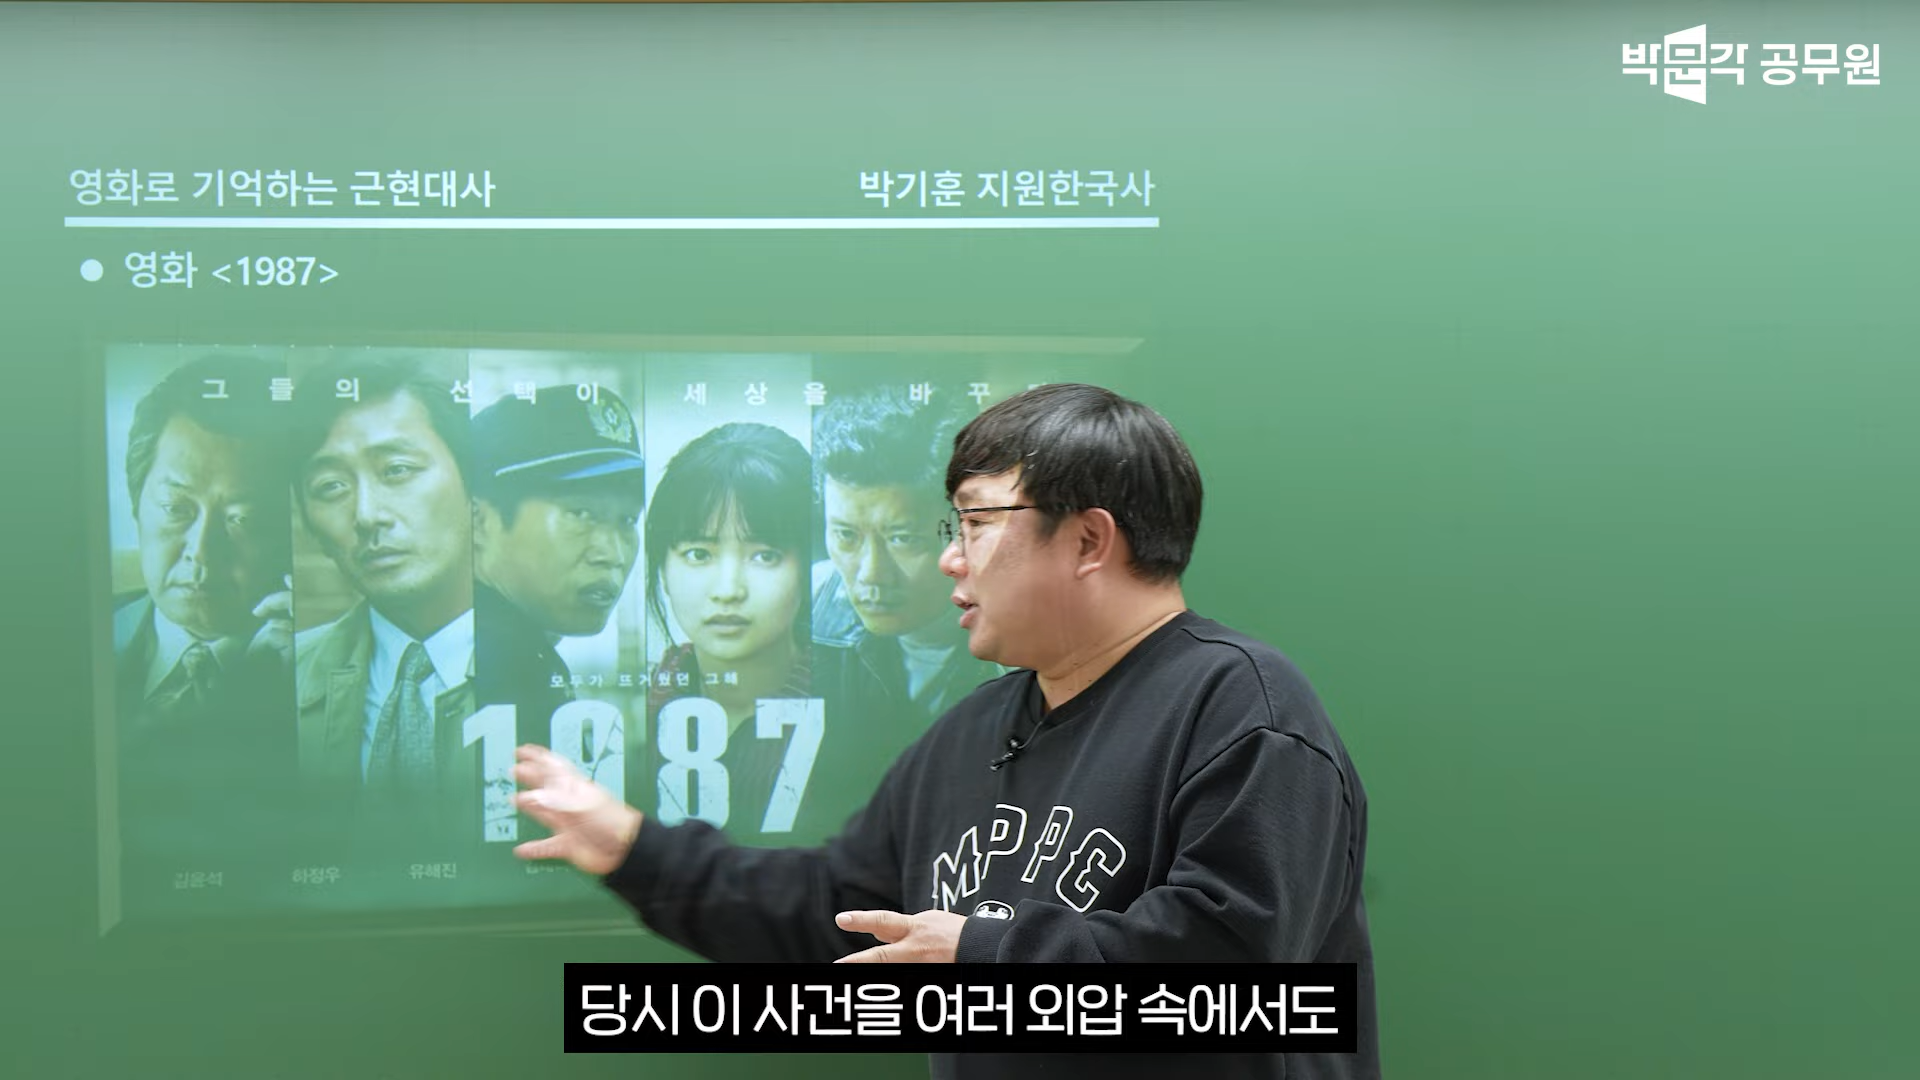 박문각 공무원
영화로 기억하는 근현대사 박기훈 지원한국사
● 영화 <1987>
그들의 선택이 세상을 바꾸
모두가 뜨거웠던 그해
1987
김윤석 하정우 유해진
MPPC
당시 이 사건을 여러 외압 속에서도